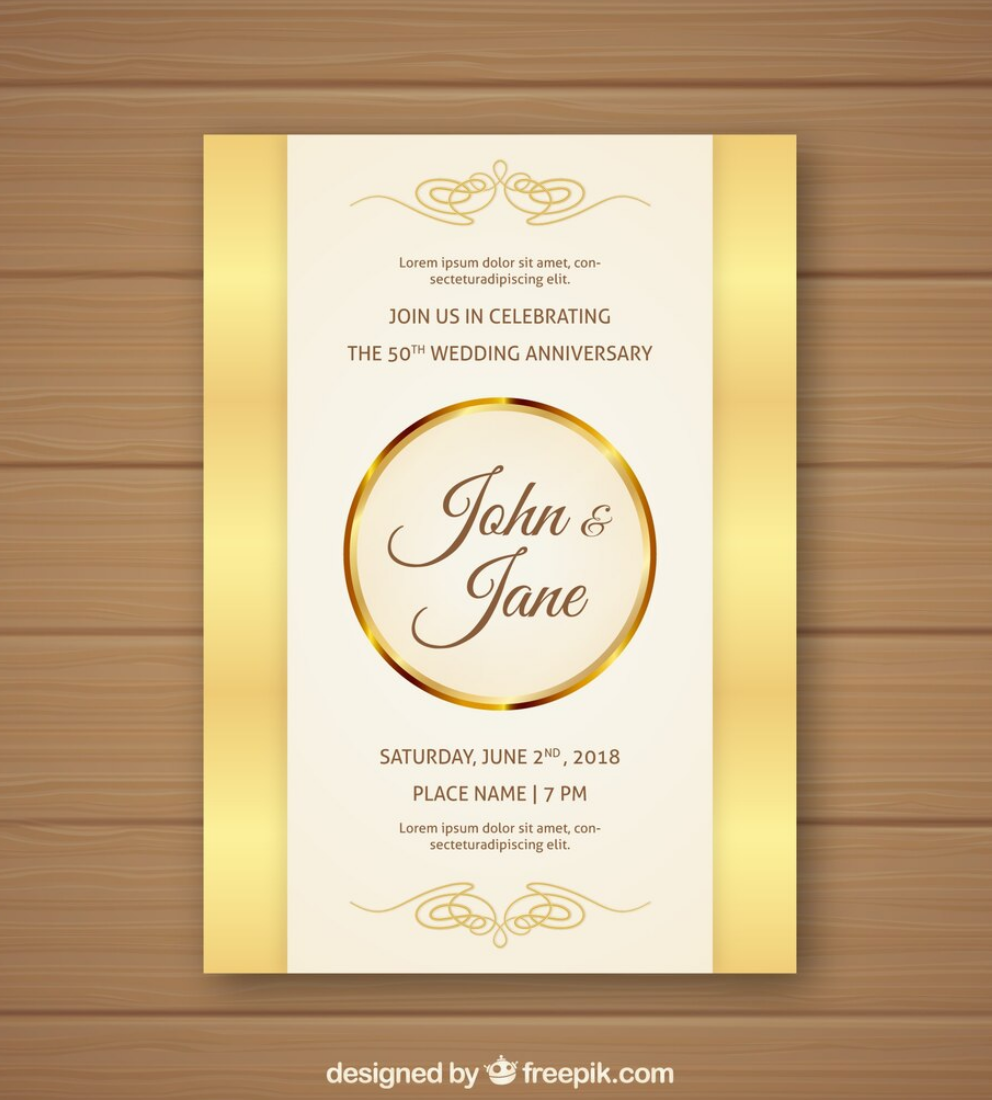 Lorem ipsum dolor sit amet, con-
secteturadipiscing elit.
JOIN US IN CELEBRATING
THE 50TH WEDDING ANNIVERSARY
John &
Jane
SATURDAY, JUNE 2ND, 2018
PLACE NAME | 7 PM
Lorem ipsum dolor sit amet, con-
secteturadipiscing elit.
designed by freepik.com